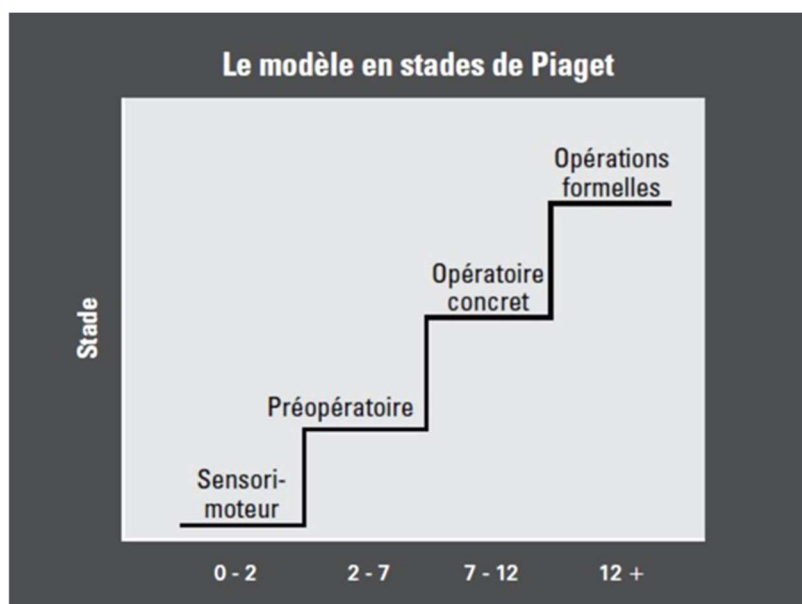 Le modèle en stades de Piaget
Opérations
formelles
Opératoire
concret
Préopératoire
Sensori-
moteur
Stade
0 - 2
2 - 7
7 - 12
12 +